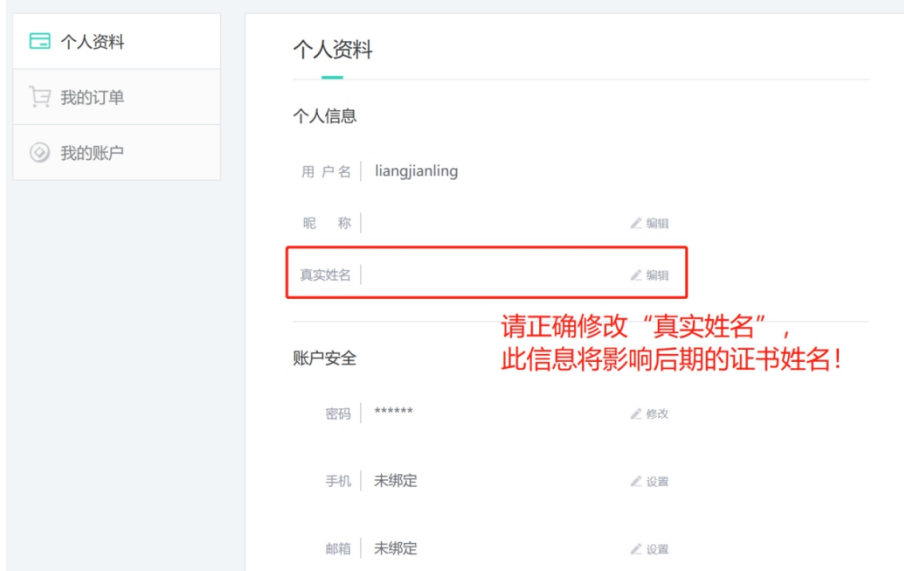 个人资料
我的订单
我的账户
个人资料
个人信息
用户名 liangjianling
昵 称 编辑
真实姓名 编辑
请正确修改“真实姓名”，
此信息将影响后期的证书姓名！
账户安全
密码 ****** 修改
手机 未绑定 设置
邮箱 未绑定 设置